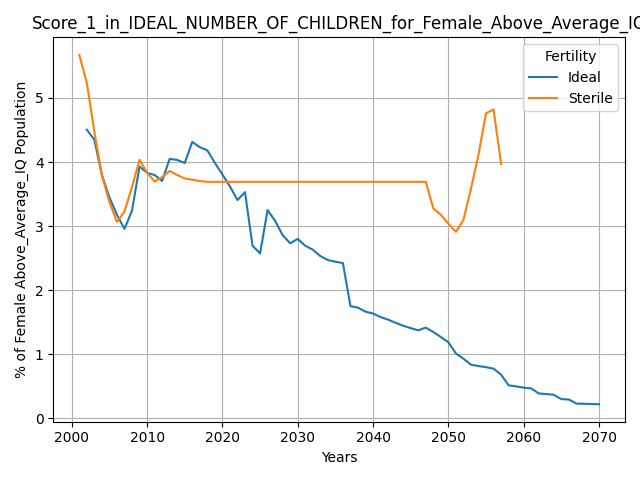 Score_1_in_IDEAL_NUMBER_OF_CHILDREN_for_Female_Above_Average_IQ
Fertility
Ideal
Sterile
% of Female Above_Average_IQ Population
5
4
3
2
1
0
2000 2010 2020 2030 2040 2050 2060 2070
Years